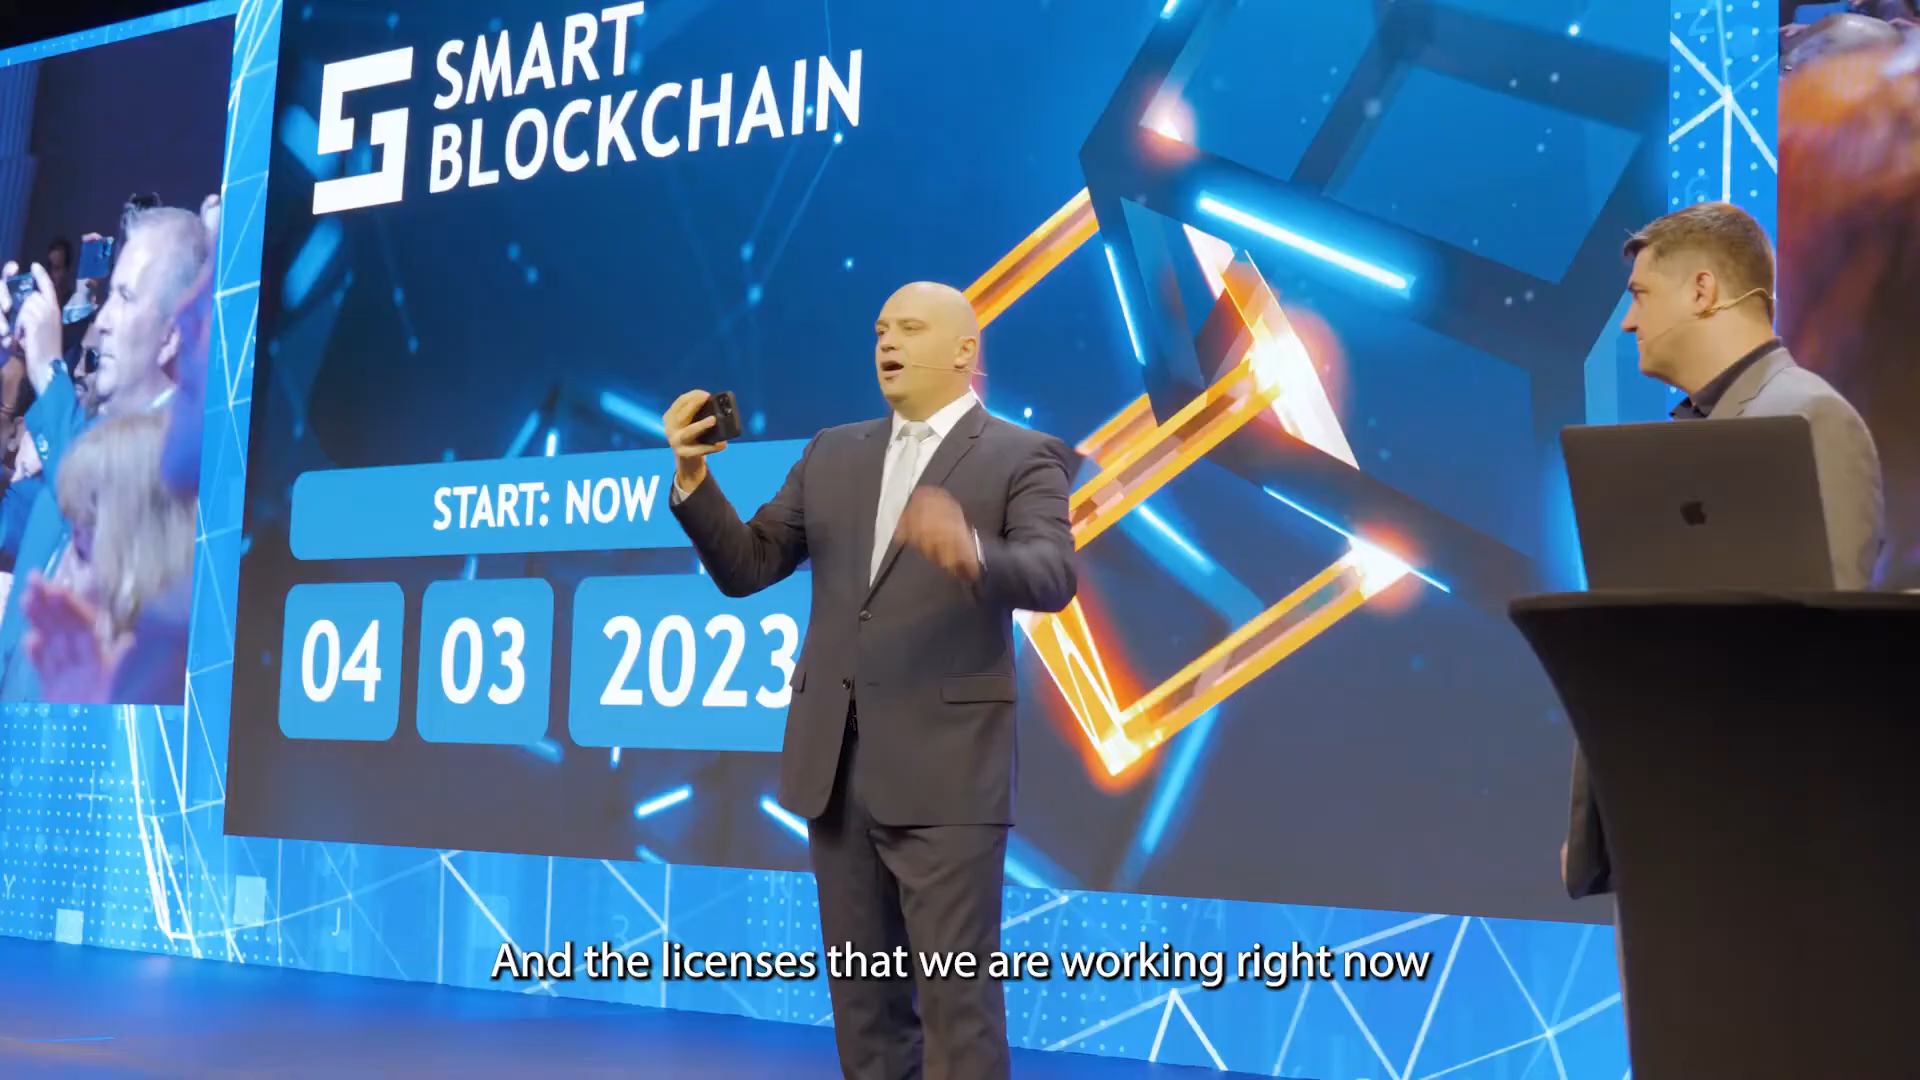 SMART
BLOCKCHAIN
START: NOW
04 03 2023
And the licenses that we are working right now